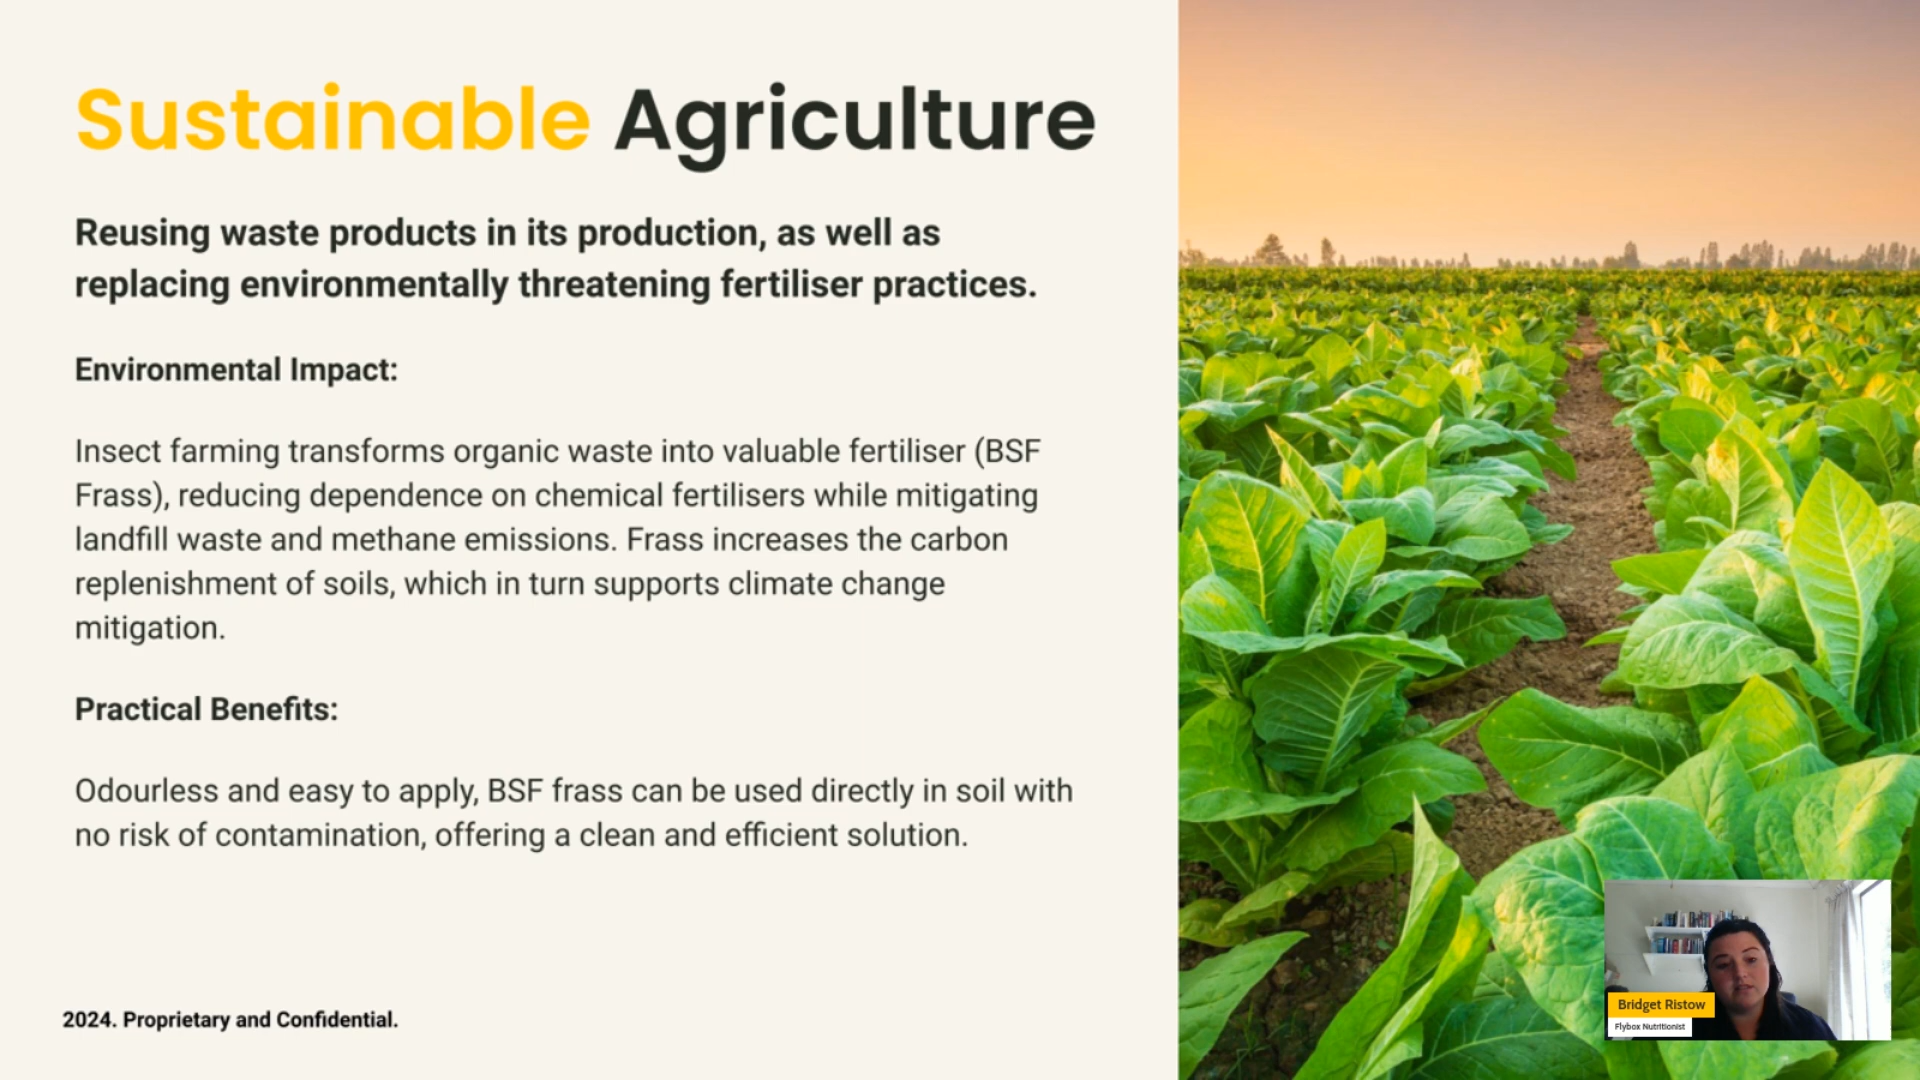 Sustainable Agriculture
Reusing waste products in its production, as well as
replacing environmentally threatening fertiliser practices.
Environmental Impact:
Insect farming transforms organic waste into valuable fertiliser (BSF
Frass), reducing dependence on chemical fertilisers while mitigating
landfill waste and methane emissions. Frass increases the carbon
replenishment of soils, which in turn supports climate change
mitigation.
Practical Benefits:
Odourless and easy to apply, BSF frass can be used directly in soil with
no risk of contamination, offering a clean and efficient solution.
2024. Proprietary and Confidential.
Bridget Ristow
Flybox Nutritionist